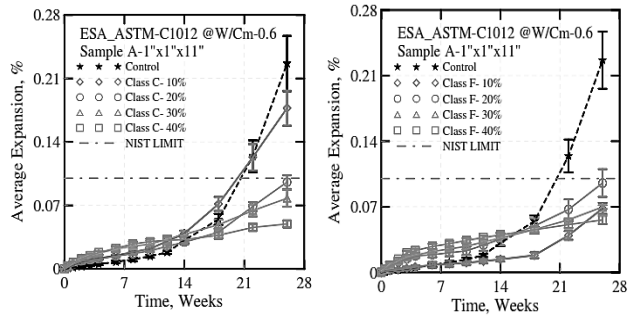 ESA_ASTM-C1012 @W/Cm-0.6
Sample A-1"x1"x11"
Control
Class C- 10%
Class C- 20%
Class C- 30%
Class C- 40%
NIST LIMIT
Average Expansion, %
0.28
0.21
0.14
0.07
0
0
7
14
21
28
Time, Weeks
ESA_ASTM-C1012 @W/Cm-0.6
Sample A-1"x1"x11"
Control
Class F- 10%
Class F- 20%
Class F- 30%
Class F- 40%
NIST LIMIT
Average Expansion, %
0.28
0.21
0.14
0.07
0
0
7
14
21
28
Time, Weeks